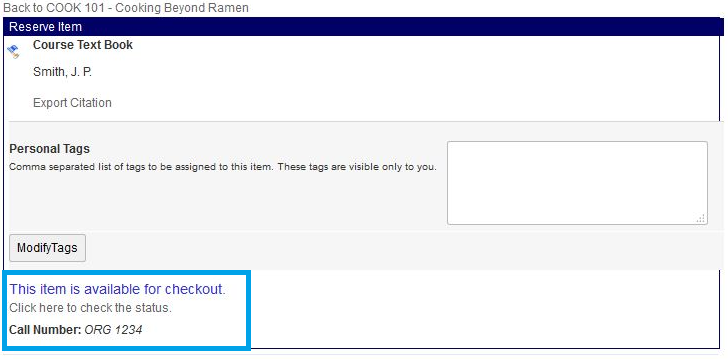 Back to COOK 101 - Cooking Beyond Ramen
Reserve Item
Course Text Book
Smith, J. P.
Export Citation
Personal Tags
Comma separated list of tags to be assigned to this item. These tags are visible only to you.
ModifyTags
This item is available for checkout.
Click here to check the status.
Call Number: ORG 1234